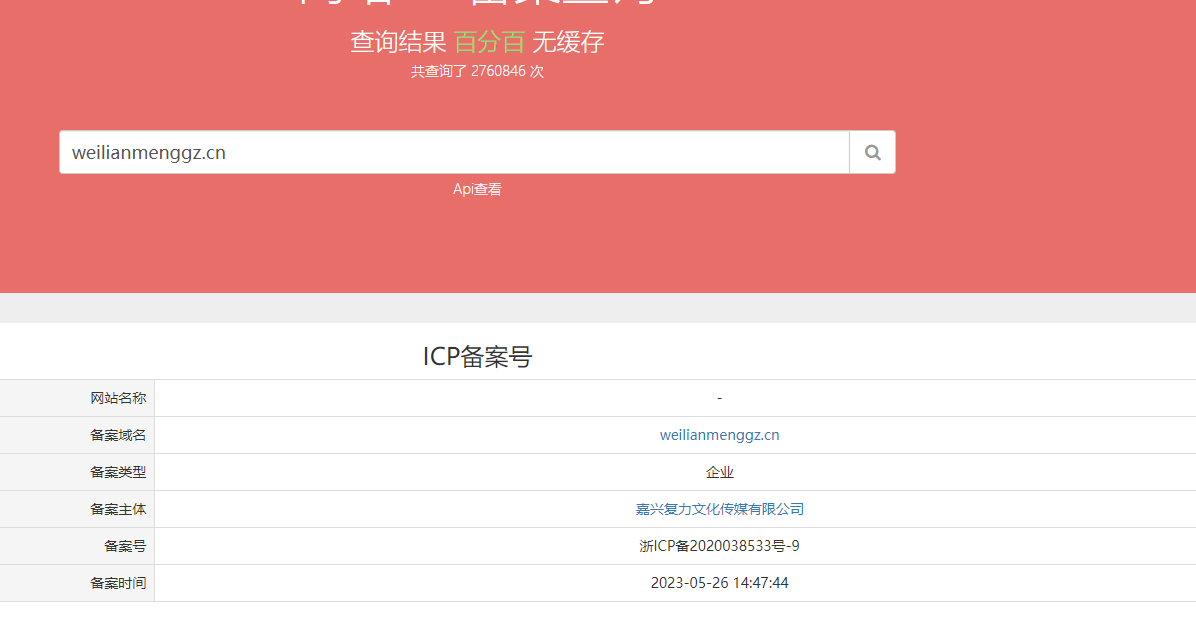 查询结果 百分百 无缓存
共查询了 2760846 次
weilianmenggz.cn
Api查看
ICP备案号
网站名称 -
备案域名 weilianmenggz.cn
备案类型 企业
备案主体 嘉兴复力文化传媒有限公司
备案号 浙ICP备2020038533号-9
备案时间 2023-05-26 14:47:44